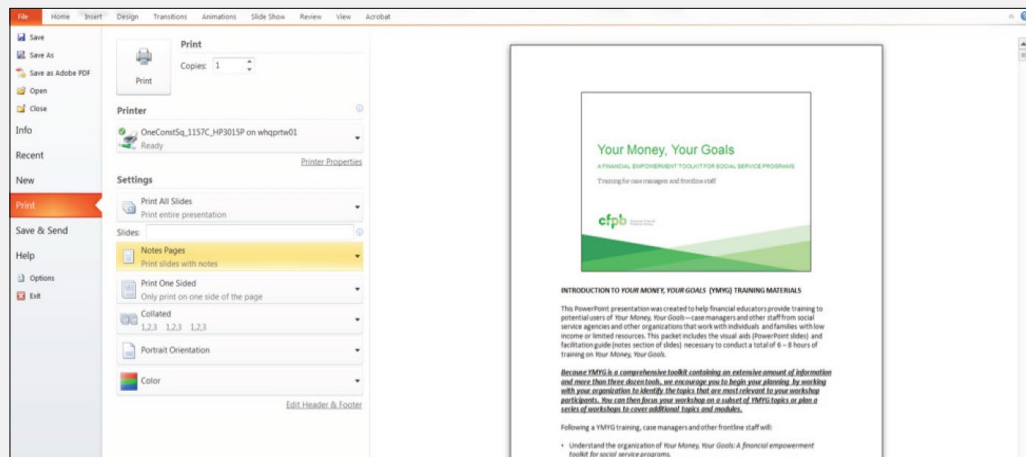 File Home Insert Design Transitions Animations Slide Show Review View Acrobat
Save
Save As
Save as Adobe PDF
Open
Close
Info
Recent
New
Print
Save & Send
Help
Options
Exit
Print
Print
Copies: 1
Printer
OneConstSq_1157C_HP3015P on whqprtw01
Ready
Printer Properties
Settings
Print All Slides
Print entire presentation
Slides:
Notes Pages
Print slides with notes
Print One Sided
Only print on one side of the page
Collated
1,2,3 1,2,3 1,2,3
Portrait Orientation
Color
Edit Header & Footer
Your Money, Your Goals
A FINANCIAL EMPOWERMENT TOOLKIT FOR SOCIAL SERVICE PROGRAMS
Training for case managers and frontline staff
cfpb
INTRODUCTION TO YOUR MONEY, YOUR GOALS (YMYG) TRAINING MATERIALS
This PowerPoint presentation was created to help financial educators provide training to
potential users of Your Money, Your Goals—case managers and other staff from social
service agencies and other organizations that work with individuals and families with low
income or limited resources. This packet includes the visual aids (PowerPoint slides) and
facilitation guide (notes section of slides) necessary to conduct a total of 6 – 8 hours of
training on Your Money, Your Goals.
Because YMYG is a comprehensive toolkit containing an extensive amount of information
and more than three dozen tools, we encourage you to begin your planning by working
with your organization to identify the topics that are most relevant to your workshop
participants. You can then focus your workshop on a subset of YMYG topics or plan a
series of workshops to cover additional topics and modules.
Following a YMYG training, case managers and other frontline staff will:
• Understand the organization of Your Money, Your Goals: A financial empowerment
toolkit for social service programs.